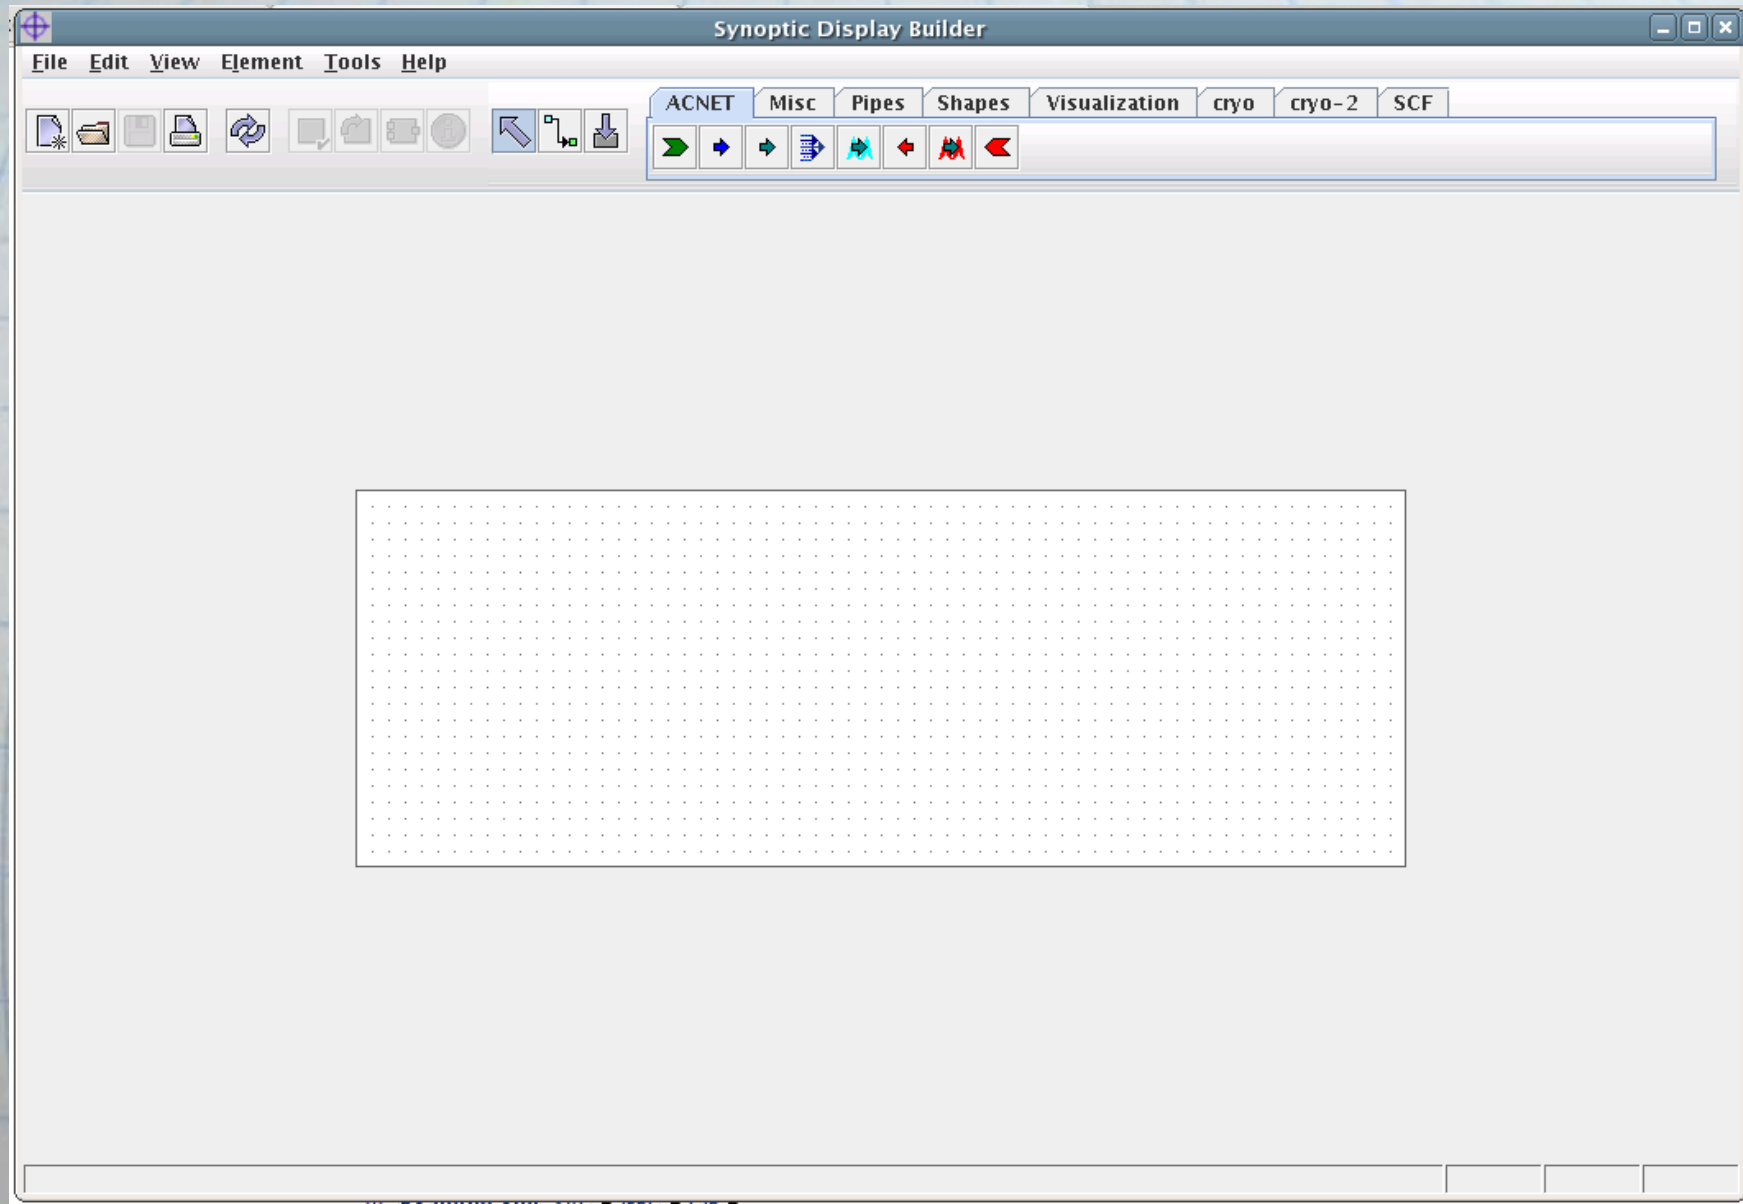 Synoptic Display Builder
File Edit View Element Tools Help
ACNET Misc Pipes Shapes Visualization cryo cryo-2 SCF